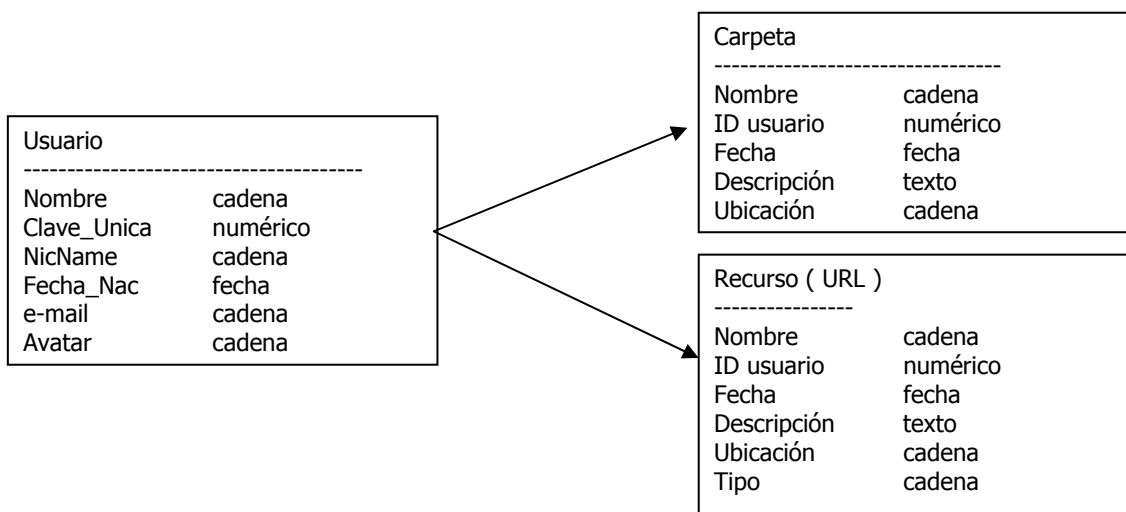 Usuario
-----------------------------------------
Nombre cadena
Clave_Unica numérico
NicName cadena
Fecha_Nac fecha
e-mail cadena
Avatar cadena
Carpeta
----------------------------------
Nombre cadena
ID usuario numérico
Fecha fecha
Descripción texto
Ubicación cadena
Recurso ( URL )
----------------
Nombre cadena
ID usuario numérico
Fecha fecha
Descripción texto
Ubicación cadena
Tipo cadena